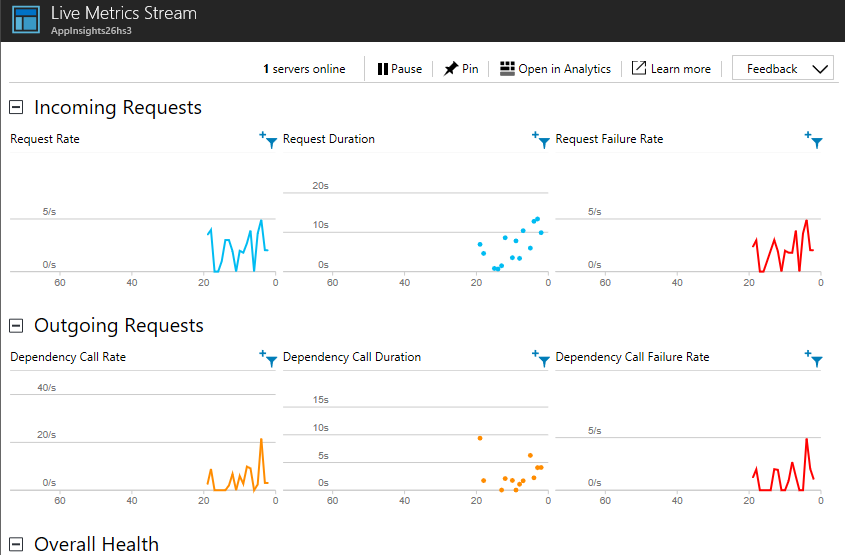 Live Metrics Stream
AppInsights26hs3
1 servers online Pause Pin Open in Analytics Learn more Feedback
Incoming Requests
Request Rate Request Duration Request Failure Rate
20s
5/s 10s 5/s
0/s 0s 0/s
60 40 20 0 60 40 20 0 60 40 20 0
Outgoing Requests
Dependency Call Rate Dependency Call Duration Dependency Call Failure Rate
40/s 15s
20/s 10s 5/s
5s
0/s 0s 0/s
60 40 20 0 60 40 20 0 60 40 20 0
Overall Health